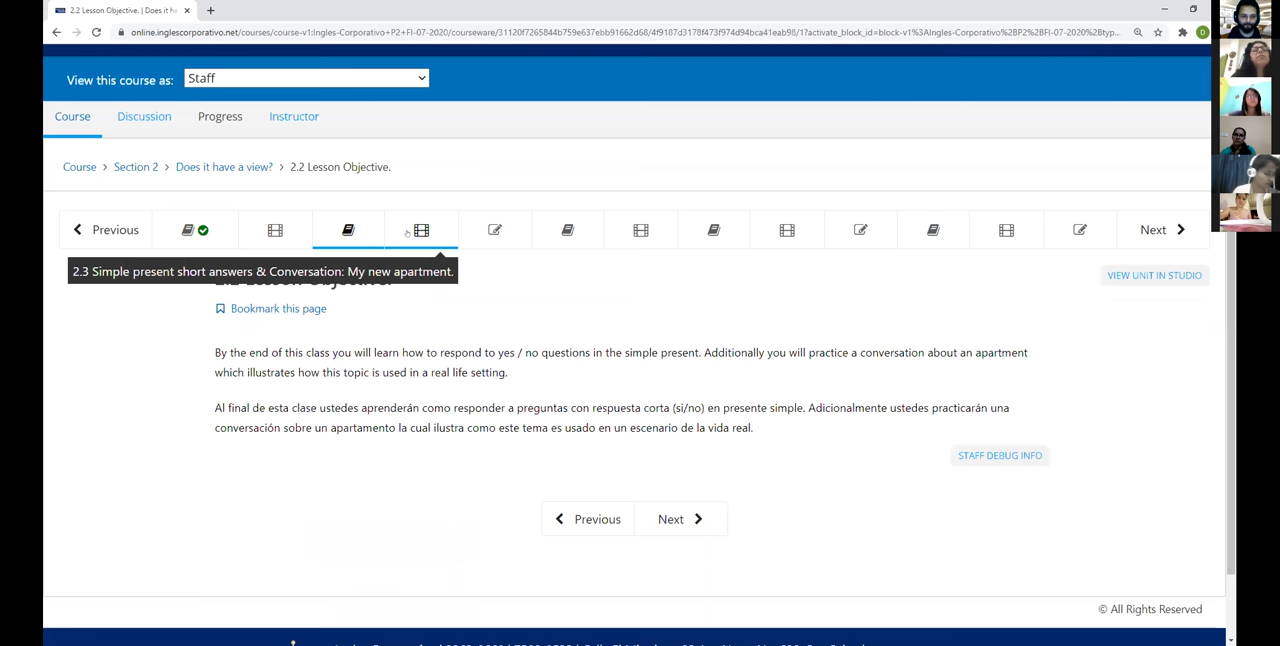 2.2 Lesson Objective. | Does it h
online.inglescorporativo.net/courses/course-v1:Ingles-Corporativo+P2+FI-07-2020/courseware/31120f7265844b759e637ebb91662d68/4f9187d3178f473f974d94bca41eab98/1?activate_block_id=block-v1%3AIngles-Corporativo%2BP2%2BFI-07-2020%2Btyp...
D
View this course as: Staff
Course Discussion Progress Instructor
Course > Section 2 > Does it have a view? > 2.2 Lesson Objective.
Previous Next
2.3 Simple present short answers & Conversation: My new apartment.
VIEW UNIT IN STUDIO
2.2 Lesson Objective.
Bookmark this page
By the end of this class you will learn how to respond to yes / no questions in the simple present. Additionally you will practice a conversation about an apartment
which illustrates how this topic is used in a real life setting.
Al final de esta clase ustedes aprenderán como responder a preguntas con respuesta corta (si/no) en presente simple. Adicionalmente ustedes practicarán una
conversación sobre un apartamento la cual ilustra como este tema es usado en un escenario de la vida real.
STAFF DEBUG INFO
Previous Next
© All Rights Reserved